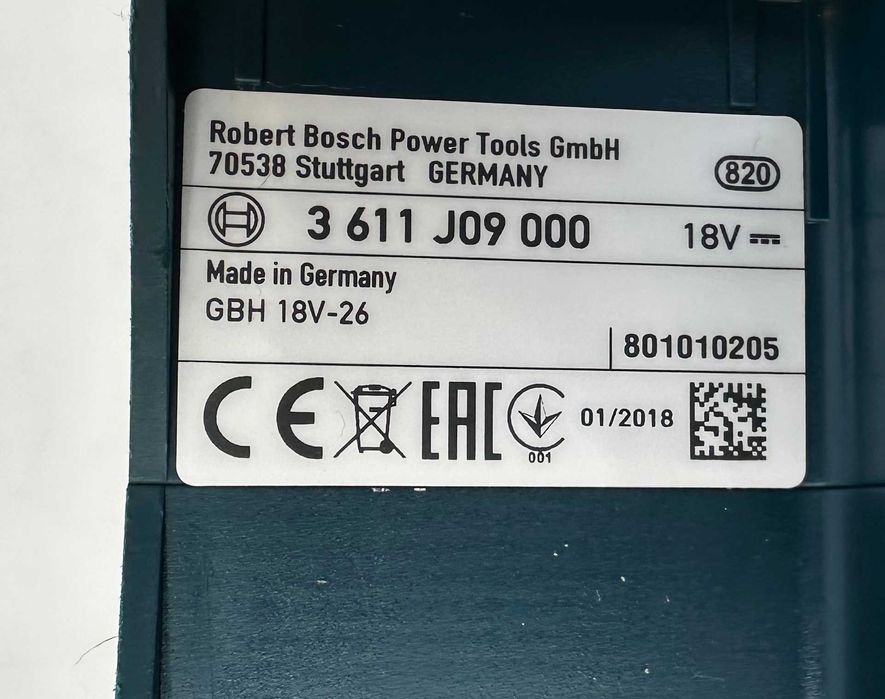 Robert Bosch Power Tools GmbH
70538 Stuttgart GERMANY
820
3 611 J09 000
18V
Made in Germany
GBH 18V-26
801010205
CE
EAC
001
01/2018